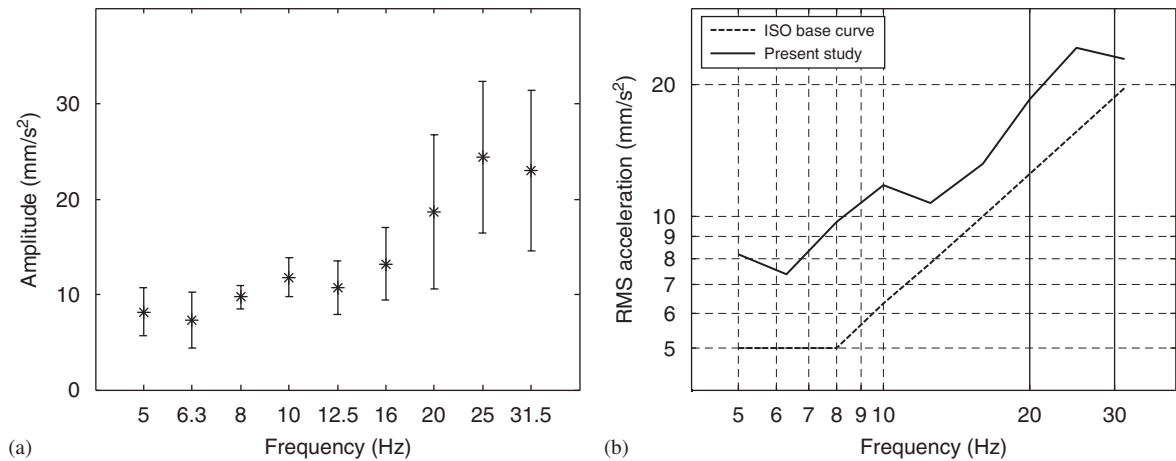 Amplitude (mm/s²)
30
20
10
0
5 6.3 8 10 12.5 16 20 25 31.5
(a) Frequency (Hz)
ISO base curve
Present study
RMS acceleration (mm/s²)
20
10
9
8
7
6
5
5 6 7 8 9 10 20 30
(b) Frequency (Hz)